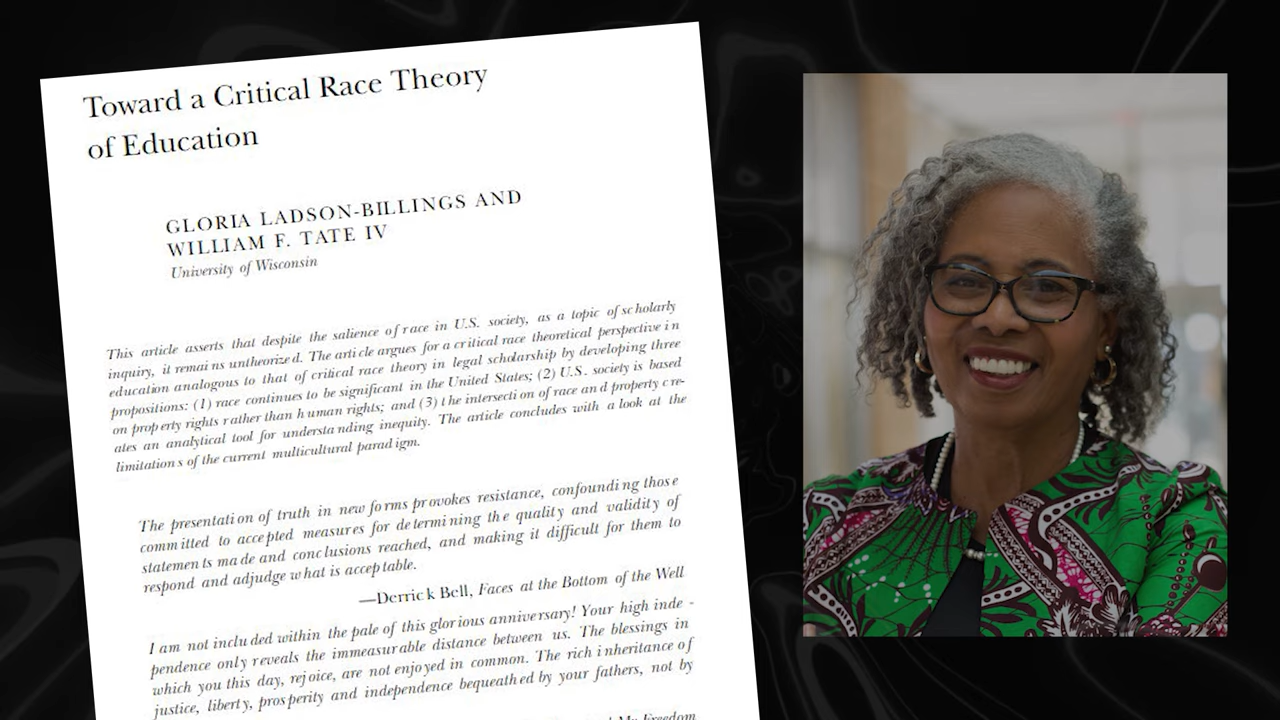 Toward a Critical Race Theory
of Education
GLORIA LADSON-BILLINGS AND
WILLIAM F. TATE IV
University of Wisconsin
This article asserts that despite the salience of race in U.S. society, as a topic of scholarly
inquiry, it remains untheorized. The article argues for a critical race theoretical perspective in
education analogous to that of critical race theory in legal scholarship by developing three
propositions: (1) race continues to be significant in the United States; (2) U.S. society is based
on property rights rather than human rights; and (3) the intersection of race and property cre-
ates an analytical tool for understanding inequity. The article concludes with a look at the
limitations of the current multicultural paradigm.
The presentation of truth in new forms provokes resistance, confounding those
committed to accepted measures for determining the quality and validity of
statements made and conclusions reached, and making it difficult for them to
respond and adjudge what is acceptable.
—Derrick Bell, Faces at the Bottom of the Well
I am not included within the pale of this glorious anniversary! Your high inde-
pendence only reveals the immeasurable distance between us. The blessings in
which you this day, rejoice, are not enjoyed in common. The rich inheritance of
justice, liberty, prosperity and independence bequeathed by your fathers, not by
My Freedom